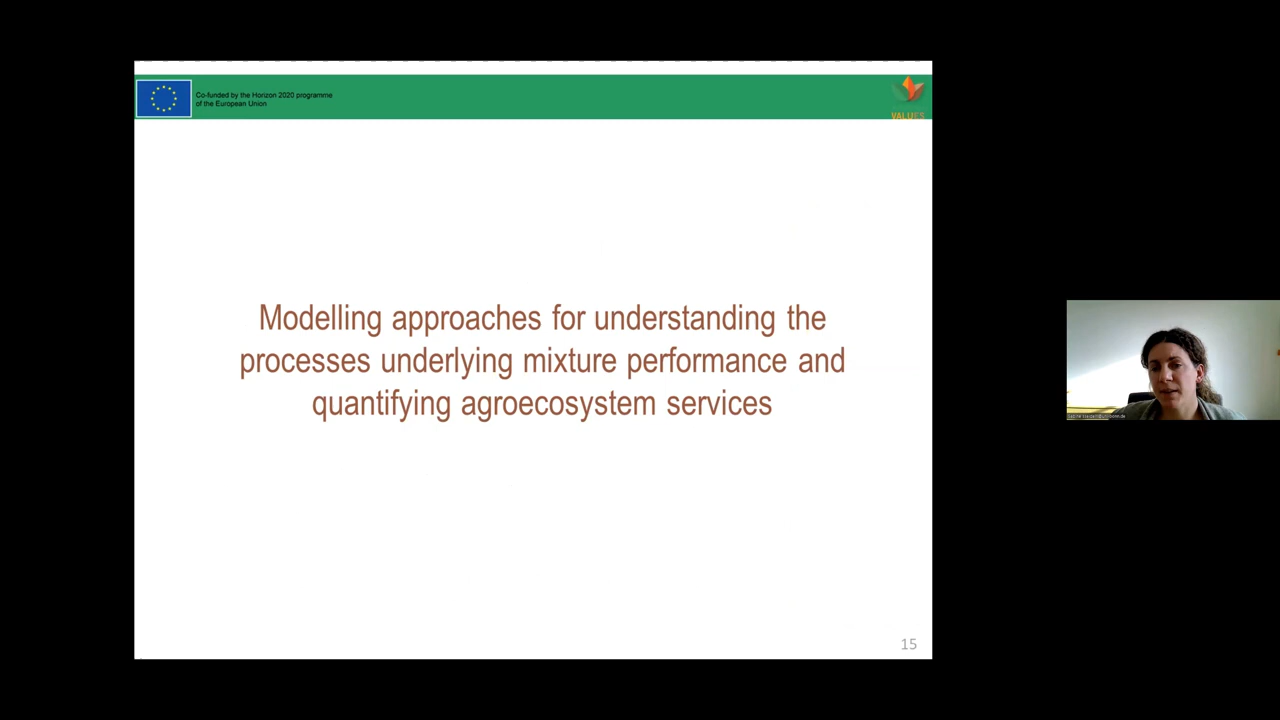 Co-funded by the Horizon 2020 programme
of the European Union
VALUES
Modelling approaches for understanding the
processes underlying mixture performance and
quantifying agroecosystem services
15